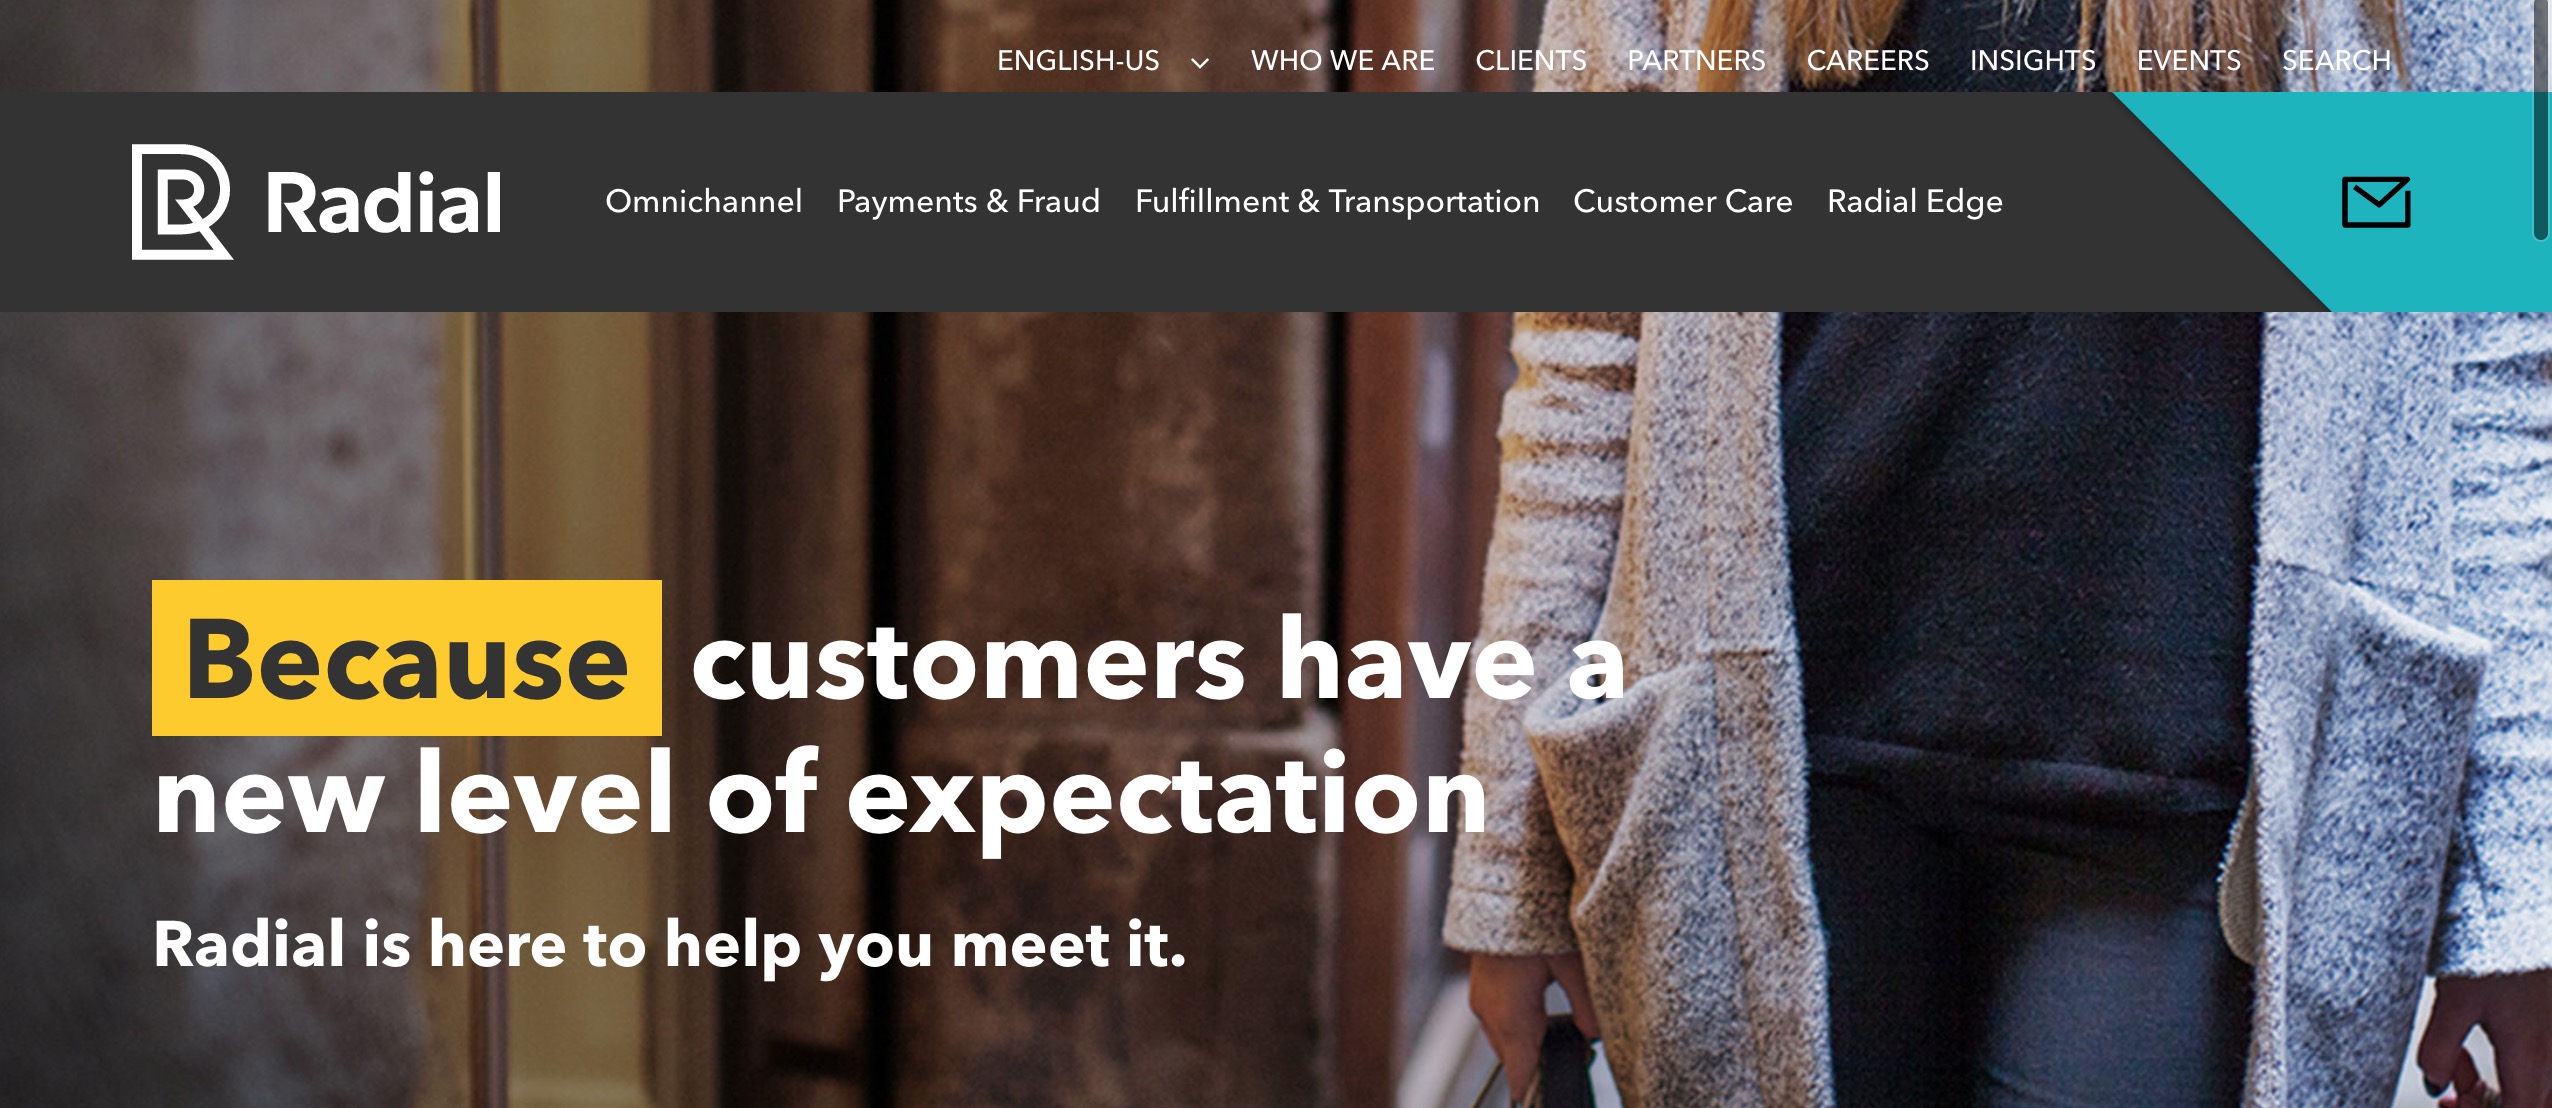 ENGLISH-US WHO WE ARE CLIENTS PARTNERS CAREERS INSIGHTS EVENTS SEARCH
Radial Omnichannel Payments & Fraud Fulfillment & Transportation Customer Care Radial Edge
Because customers have a
new level of expectation
Radial is here to help you meet it.